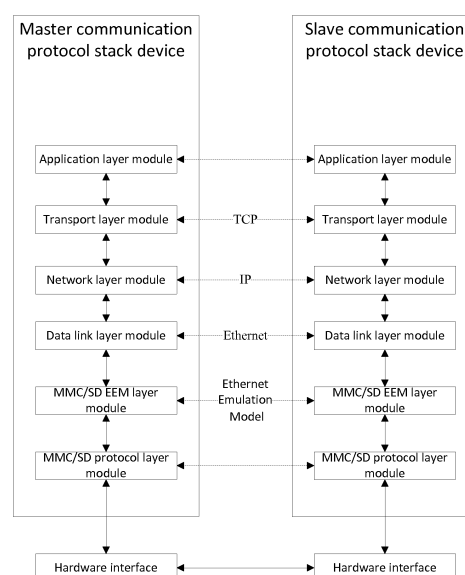 Master communication
protocol stack device
Slave communication
protocol stack device
Application layer module
Application layer module
Transport layer module
TCP
Transport layer module
Network layer module
IP
Network layer module
Data link layer module
Ethernet
Data link layer module
MMC/SD EEM layer
module
Ethernet
Emulation
Model
MMC/SD EEM layer
module
MMC/SD protocol layer
module
MMC/SD protocol layer
module
Hardware interface
Hardware interface